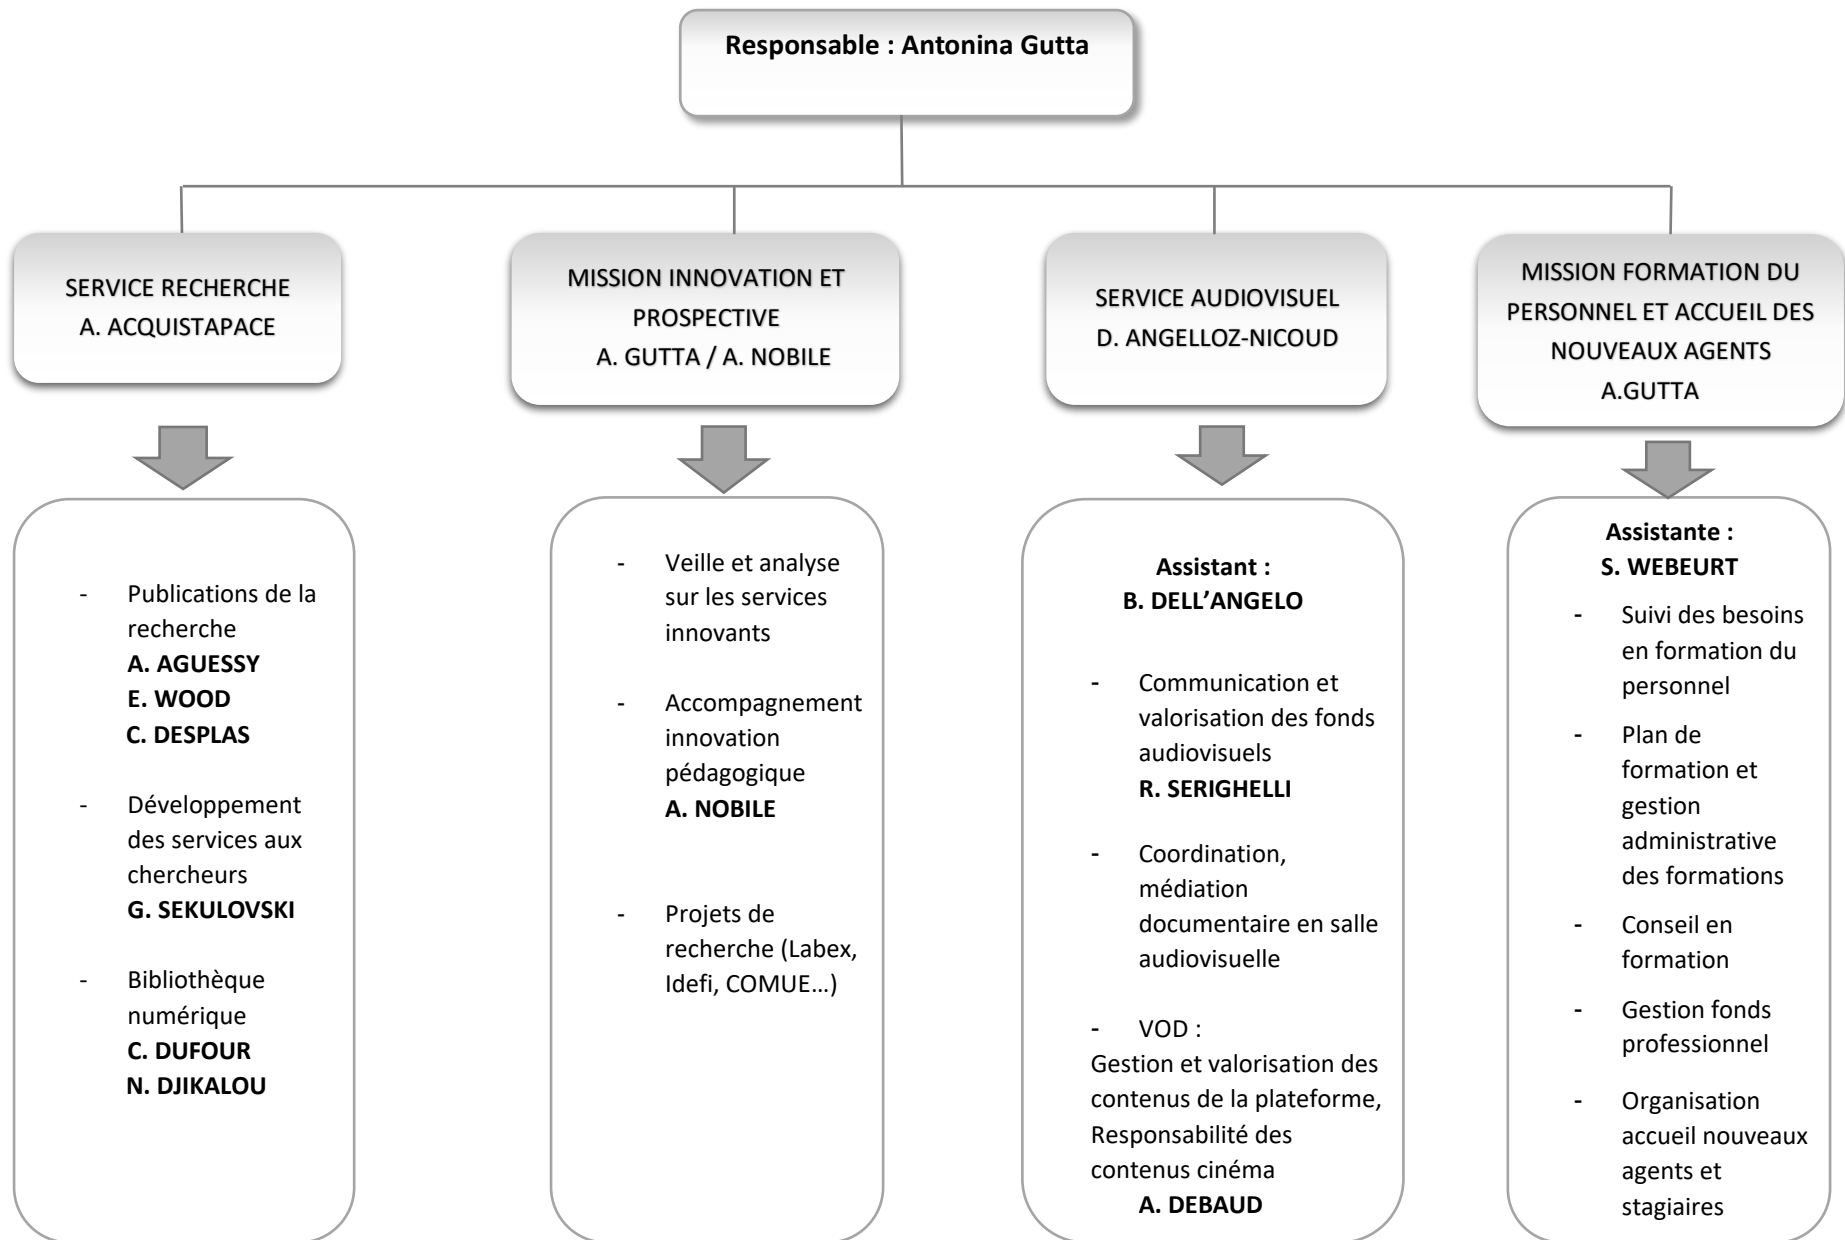 Responsable : Antonina Gutta
SERVICE RECHERCHE
A. ACQUISTAPACE
MISSION INNOVATION ET
PROSPECTIVE
A. GUTTA / A. NOBILE
SERVICE AUDIOVISUEL
D. ANGELLOZ-NICOUD
MISSION FORMATION DU
PERSONNEL ET ACCUEIL DES
NOUVEAUX AGENTS
A.GUTTA
- Publications de la
recherche
A. AGUESSY
E. WOOD
C. DESPLAS
- Développement
des services aux
chercheurs
G. SEKULOVSKI
- Bibliothèque
numérique
C. DUFOUR
N. DJIKALOU
- Veille et analyse
sur les services
innovants
- Accompagnement
innovation
pédagogique
A. NOBILE
- Projets de
recherche (Labex,
Idefi, COMUE…)
Assistant :
B. DELL’ANGELO
- Communication et
valorisation des fonds
audiovisuels
R. SERIGHELLI
- Coordination,
médiation
documentaire en salle
audiovisuelle
- VOD :
Gestion et valorisation des
contenus de la plateforme,
Responsabilité des
contenus cinéma
A. DEBAUD
Assistante :
S. WEBEURT
- Suivi des besoins
en formation du
personnel
- Plan de
formation et
gestion
administrative
des formations
- Conseil en
formation
- Gestion fonds
professionnel
- Organisation
accueil nouveaux
agents et
stagiaires